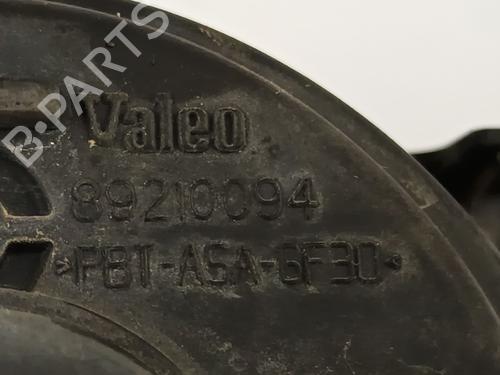 B-PARTS
Valeo
89210094
>PBT-ASA-GF30<